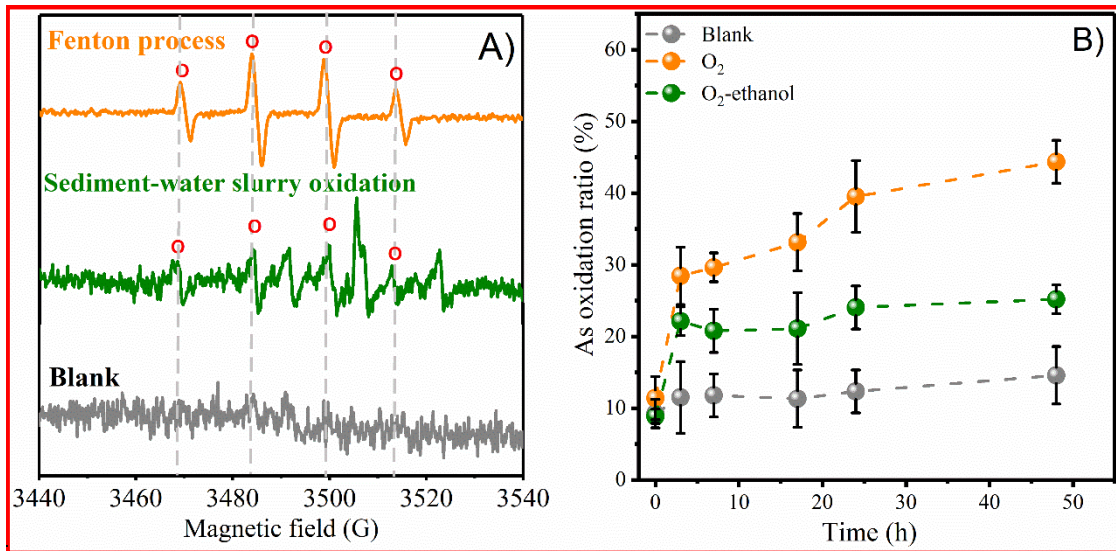 A)
Fenton process
Sediment-water slurry oxidation
Blank
3440 3460 3480 3500 3520 3540
Magnetic field (G)
B)
Blank
O₂
O₂-ethanol
60
50
40
30
20
10
0
As oxidation ratio (%)
0 10 20 30 40 50
Time (h)